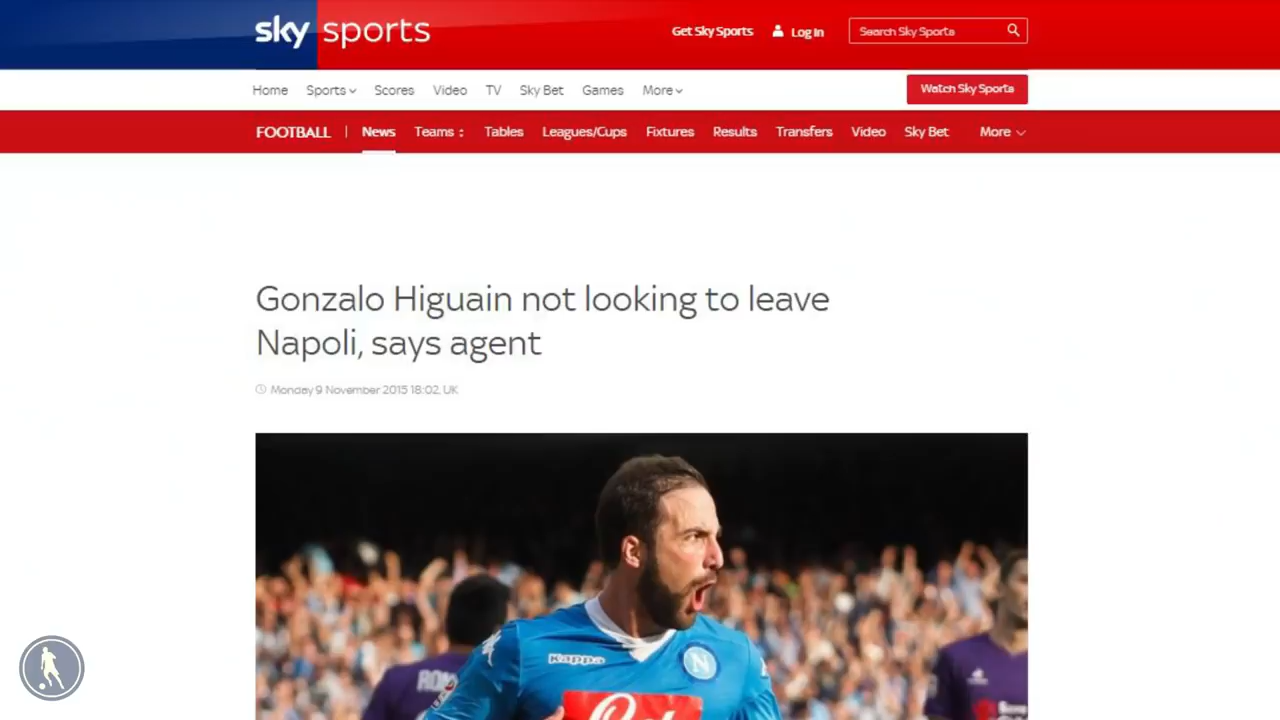 sky sports
Get Sky Sports
Log In
Search Sky Sports
Home Sports Scores Video TV Sky Bet Games More
Watch Sky Sports
FOOTBALL | News Teams Tables Leagues/Cups Fixtures Results Transfers Video Sky Bet More
Gonzalo Higuain not looking to leave
Napoli, says agent
Monday 9 November 2015 18:02, UK
Kappa
N